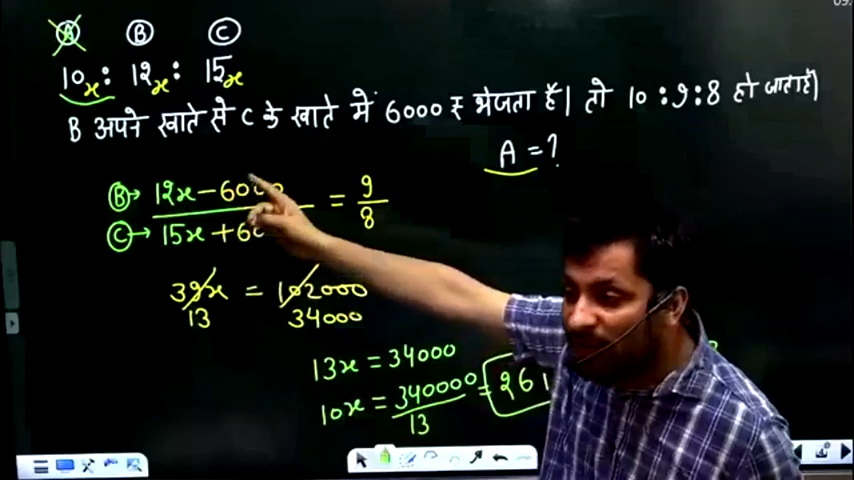 A B C
10x : 12x : 15x
B अपने खाते से C के खाते में 6000 ₹ भेजता हैं। तो 10 : 9 : 8 हो जाता है।
A = ?
B → 12x - 6000 = 9
C → 15x + 60 8
39x = 102000
13 34000
13x = 34000
10x = 340000 = 261
13